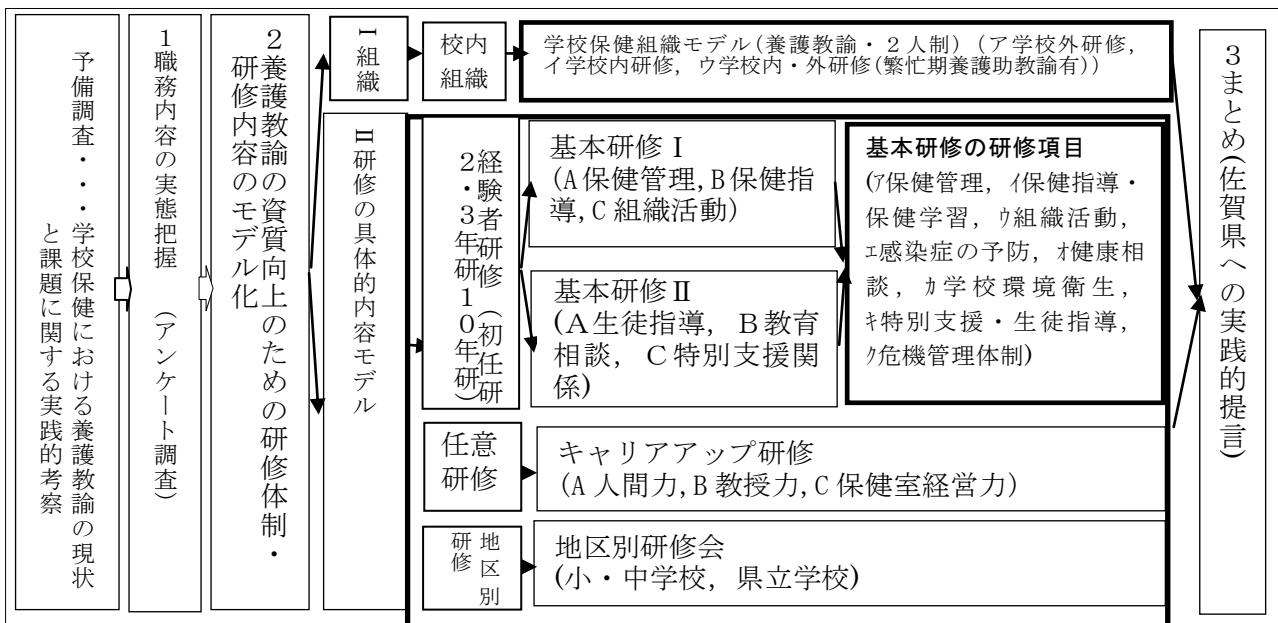 予備調査・・・学校保健における養護教諭の現状
と課題に関する実践的考察
1職務内容の実態把握　(アンケート調査)
2養護教諭の資質向上のための研修体制・
研修内容のモデル化
Ⅰ組織
校内
組織
学校保健組織モデル(養護教諭・2人制)(ア学校外研修,
イ学校内研修, ウ学校内・外研修(繁忙期養護助教諭有))
Ⅱ研修の具体的内容モデル
経験者研修(初任研
2・3年研10年研)
基本研修Ⅰ
(A保健管理,B保健指
導,C組織活動)
基本研修Ⅱ
(A生徒指導, B教育
相談, C特別支援関
係)
基本研修の研修項目
(ｱ保健管理, ｲ保健指導・
保健学習, ｳ組織活動,
ｴ感染症の予防, ｵ健康相
談, ｶ学校環境衛生,
ｷ特別支援・生徒指導,
ｸ危機管理体制)
任意
研修
キャリアアップ研修
(A人間力,B教授力,C保健室経営力)
地区別
研修
地区別研修会
(小・中学校, 県立学校)
3まとめ(佐賀県への実践的提言)